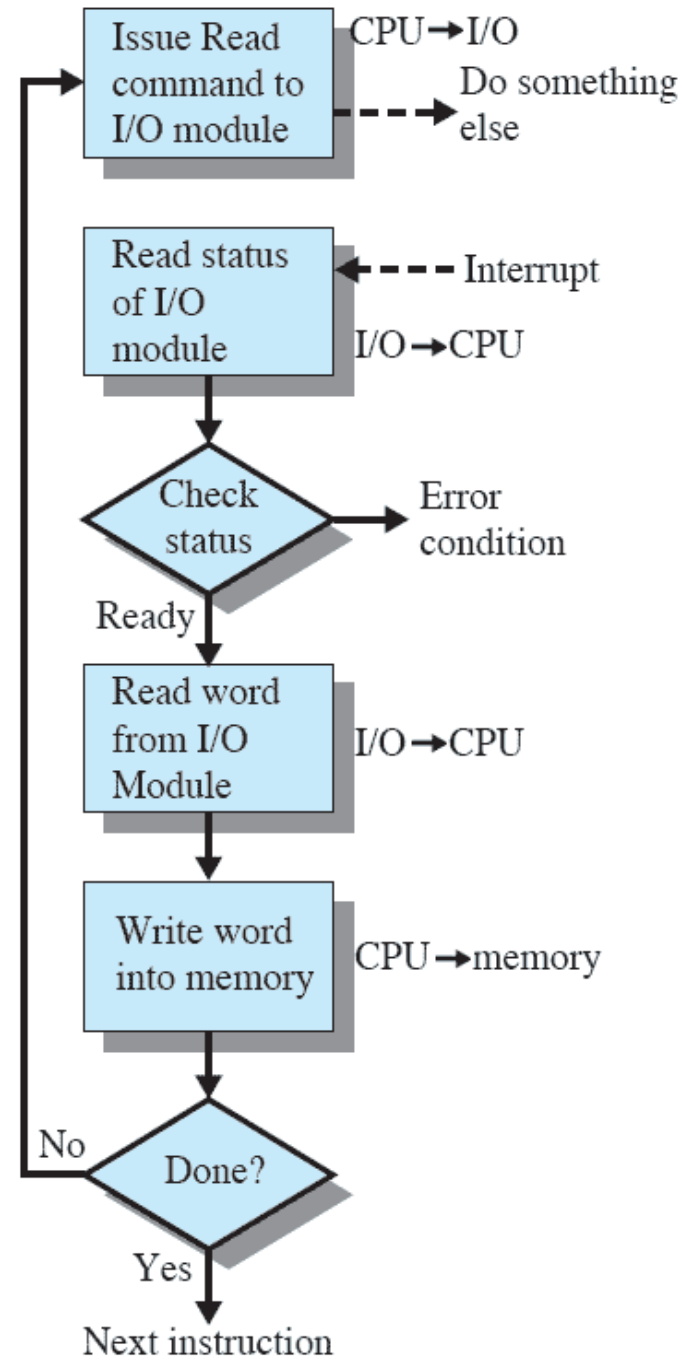 Issue Read
command to
I/O module
CPU→I/O
Do something
else
Read status
of I/O
module
Interrupt
I/O→CPU
Check
status
Error
condition
Ready
Read word
from I/O
Module
I/O→CPU
Write word
into memory
CPU→memory
No
Done?
Yes
Next instruction